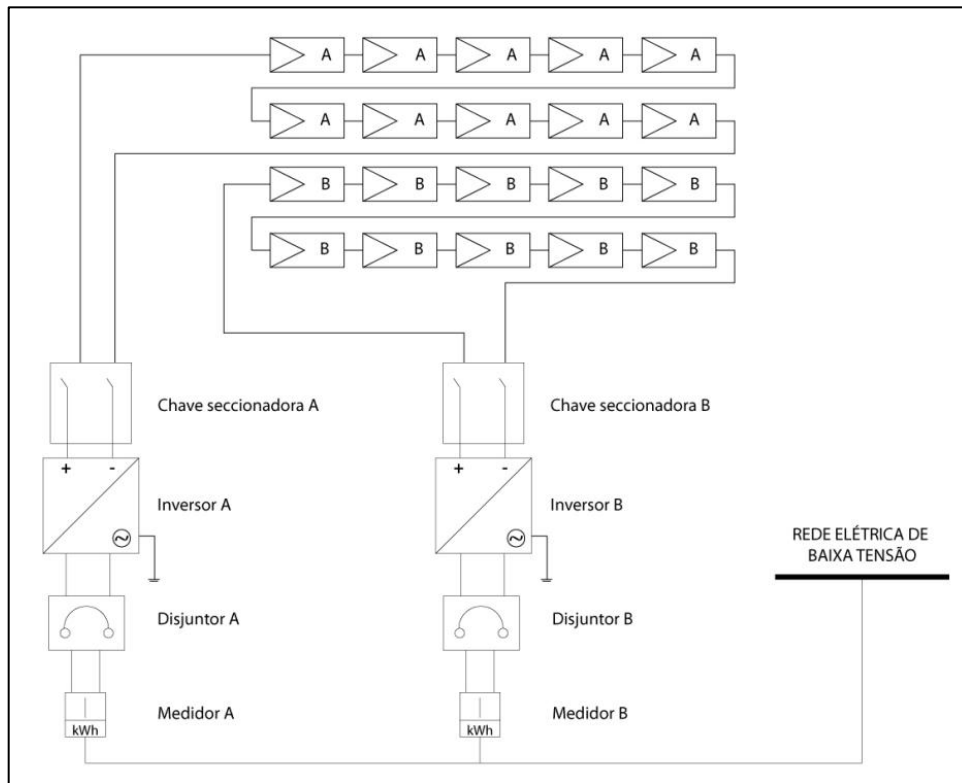 A A A A A
A A A A A
B B B B B
B B B B B
Chave seccionadora A
Chave seccionadora B
+ -
+ -
Inversor A
Inversor B
REDE ELÉTRICA DE
BAIXA TENSÃO
Disjuntor A
Disjuntor B
Medidor A
Medidor B
kWh
kWh